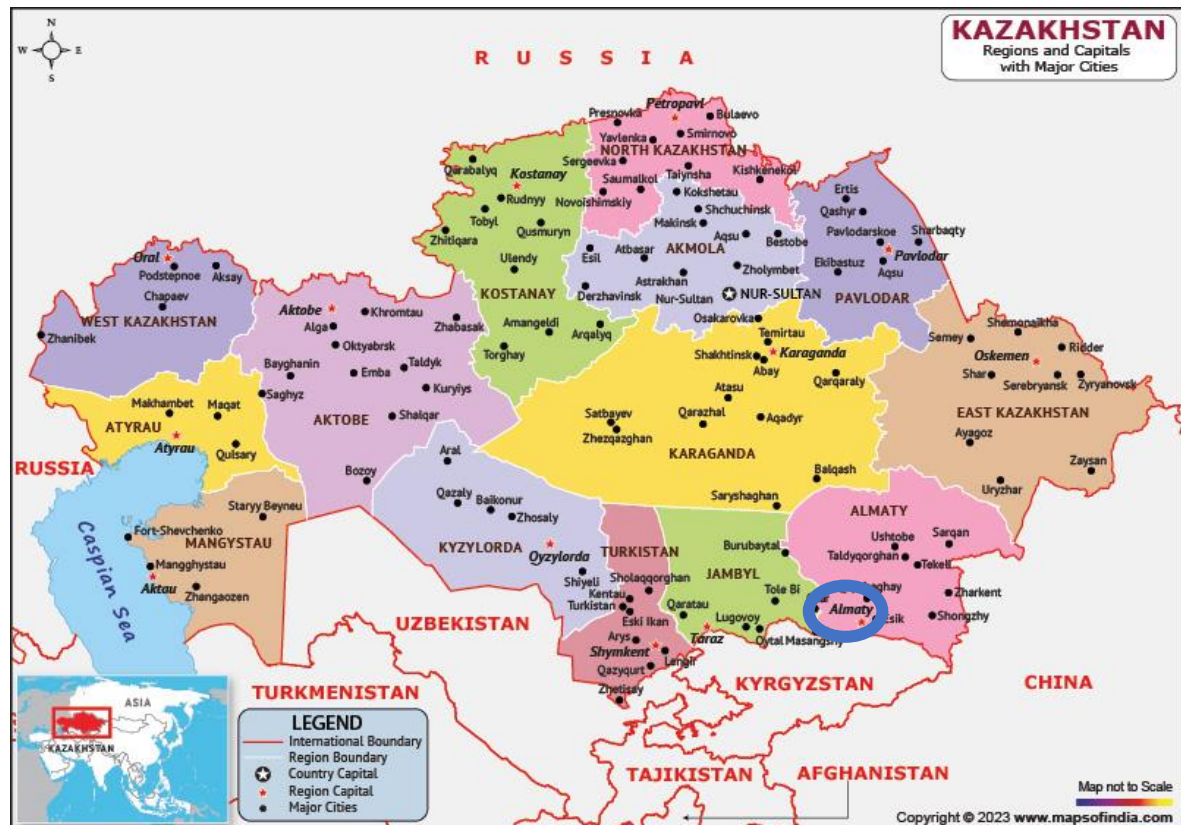 KAZAKHSTAN
Regions and Capitals
with Major Cities
N
W E
S
R U S S I A
Petropavl
Presnovka
Bulaevo
Yavlenka
Smirnovo
NORTH KAZAKHSTAN
Sergeevka
Taiynsha
Kishkenekol
Saumalkol
Novoishimskiy
Qarabalyq
Kostanay
Rudnyy
Tobyl
Qusmuryn
Zhitiqara
Ulendy
KOSTANAY
Amangeldi
Arqalyq
Torghay
Kokshetau
Shchuchinsk
Makinsk
Aqsu
Bestobe
AKMOLA
Esil
Atbasar
Zholymbet
Astrakhan
Derzhavinsk
Nur-Sultan
NUR-SULTAN
Ertis
Qashyr
Pavlodarskoe
Sharbaqty
Pavlodar
Ekibastuz
Aqsu
PAVLODAR
Oral
Podstepnoe
Aksay
Chapaev
WEST KAZAKHSTAN
Zhanibek
Aktobe
Khromtau
Alga
Zhabasak
Oktyabrsk
Bayghanin
Emba
Taldyk
Kuryiys
Saghyz
Shalqar
AKTOBE
Bozoy
Makhambet
Maqat
ATYRAU
Atyrau
Qulsary
RUSSIA
Osakarovka
Temirtau
Shakhtinsk
Karaganda
Abay
Qarqaraly
Atasu
Satbayev
Qarazhal
Aqadyr
Zhezqazghan
KARAGANDA
Balqash
Saryshaghan
Semey
Shemonaikha
Ridder
Oskemen
Shar
Serebryansk
Zyryanovsk
EAST KAZAKHSTAN
Ayagoz
Zaysan
Uryzhar
Caspian Sea
Staryy Beyneu
Fort-Shevchenko
MANGYSTAU
Mangghystau
Aktau
Zhangaozen
Aral
Qazaly
Baikonur
Zhosaly
KYZYLORDA
Qyzylorda
Shiyeli
TURKISTAN
Sholaqqorghan
Kentau
Turkistan
Eski Ikan
Arys
Shymkent
Lengir
Qazyqurt
Zhetisay
Burubaytal
JAMBYL
Tole Bi
Qaratau
Lugovoy
Taraz
Oytal
Masangshy
ALMATY
Sarqan
Ushtobe
Taldyqorghan
Tekeli
Zharkent
Almaty
Shongzhy
UZBEKISTAN
TURKMENISTAN
KYRGYZSTAN
CHINA
TAJIKISTAN
AFGHANISTAN
ASIA
KAZAKHSTAN
LEGEND
International Boundary
Region Boundary
Country Capital
Region Capital
Major Cities
Map not to Scale
Copyright © 2023 www.mapsofindia.com